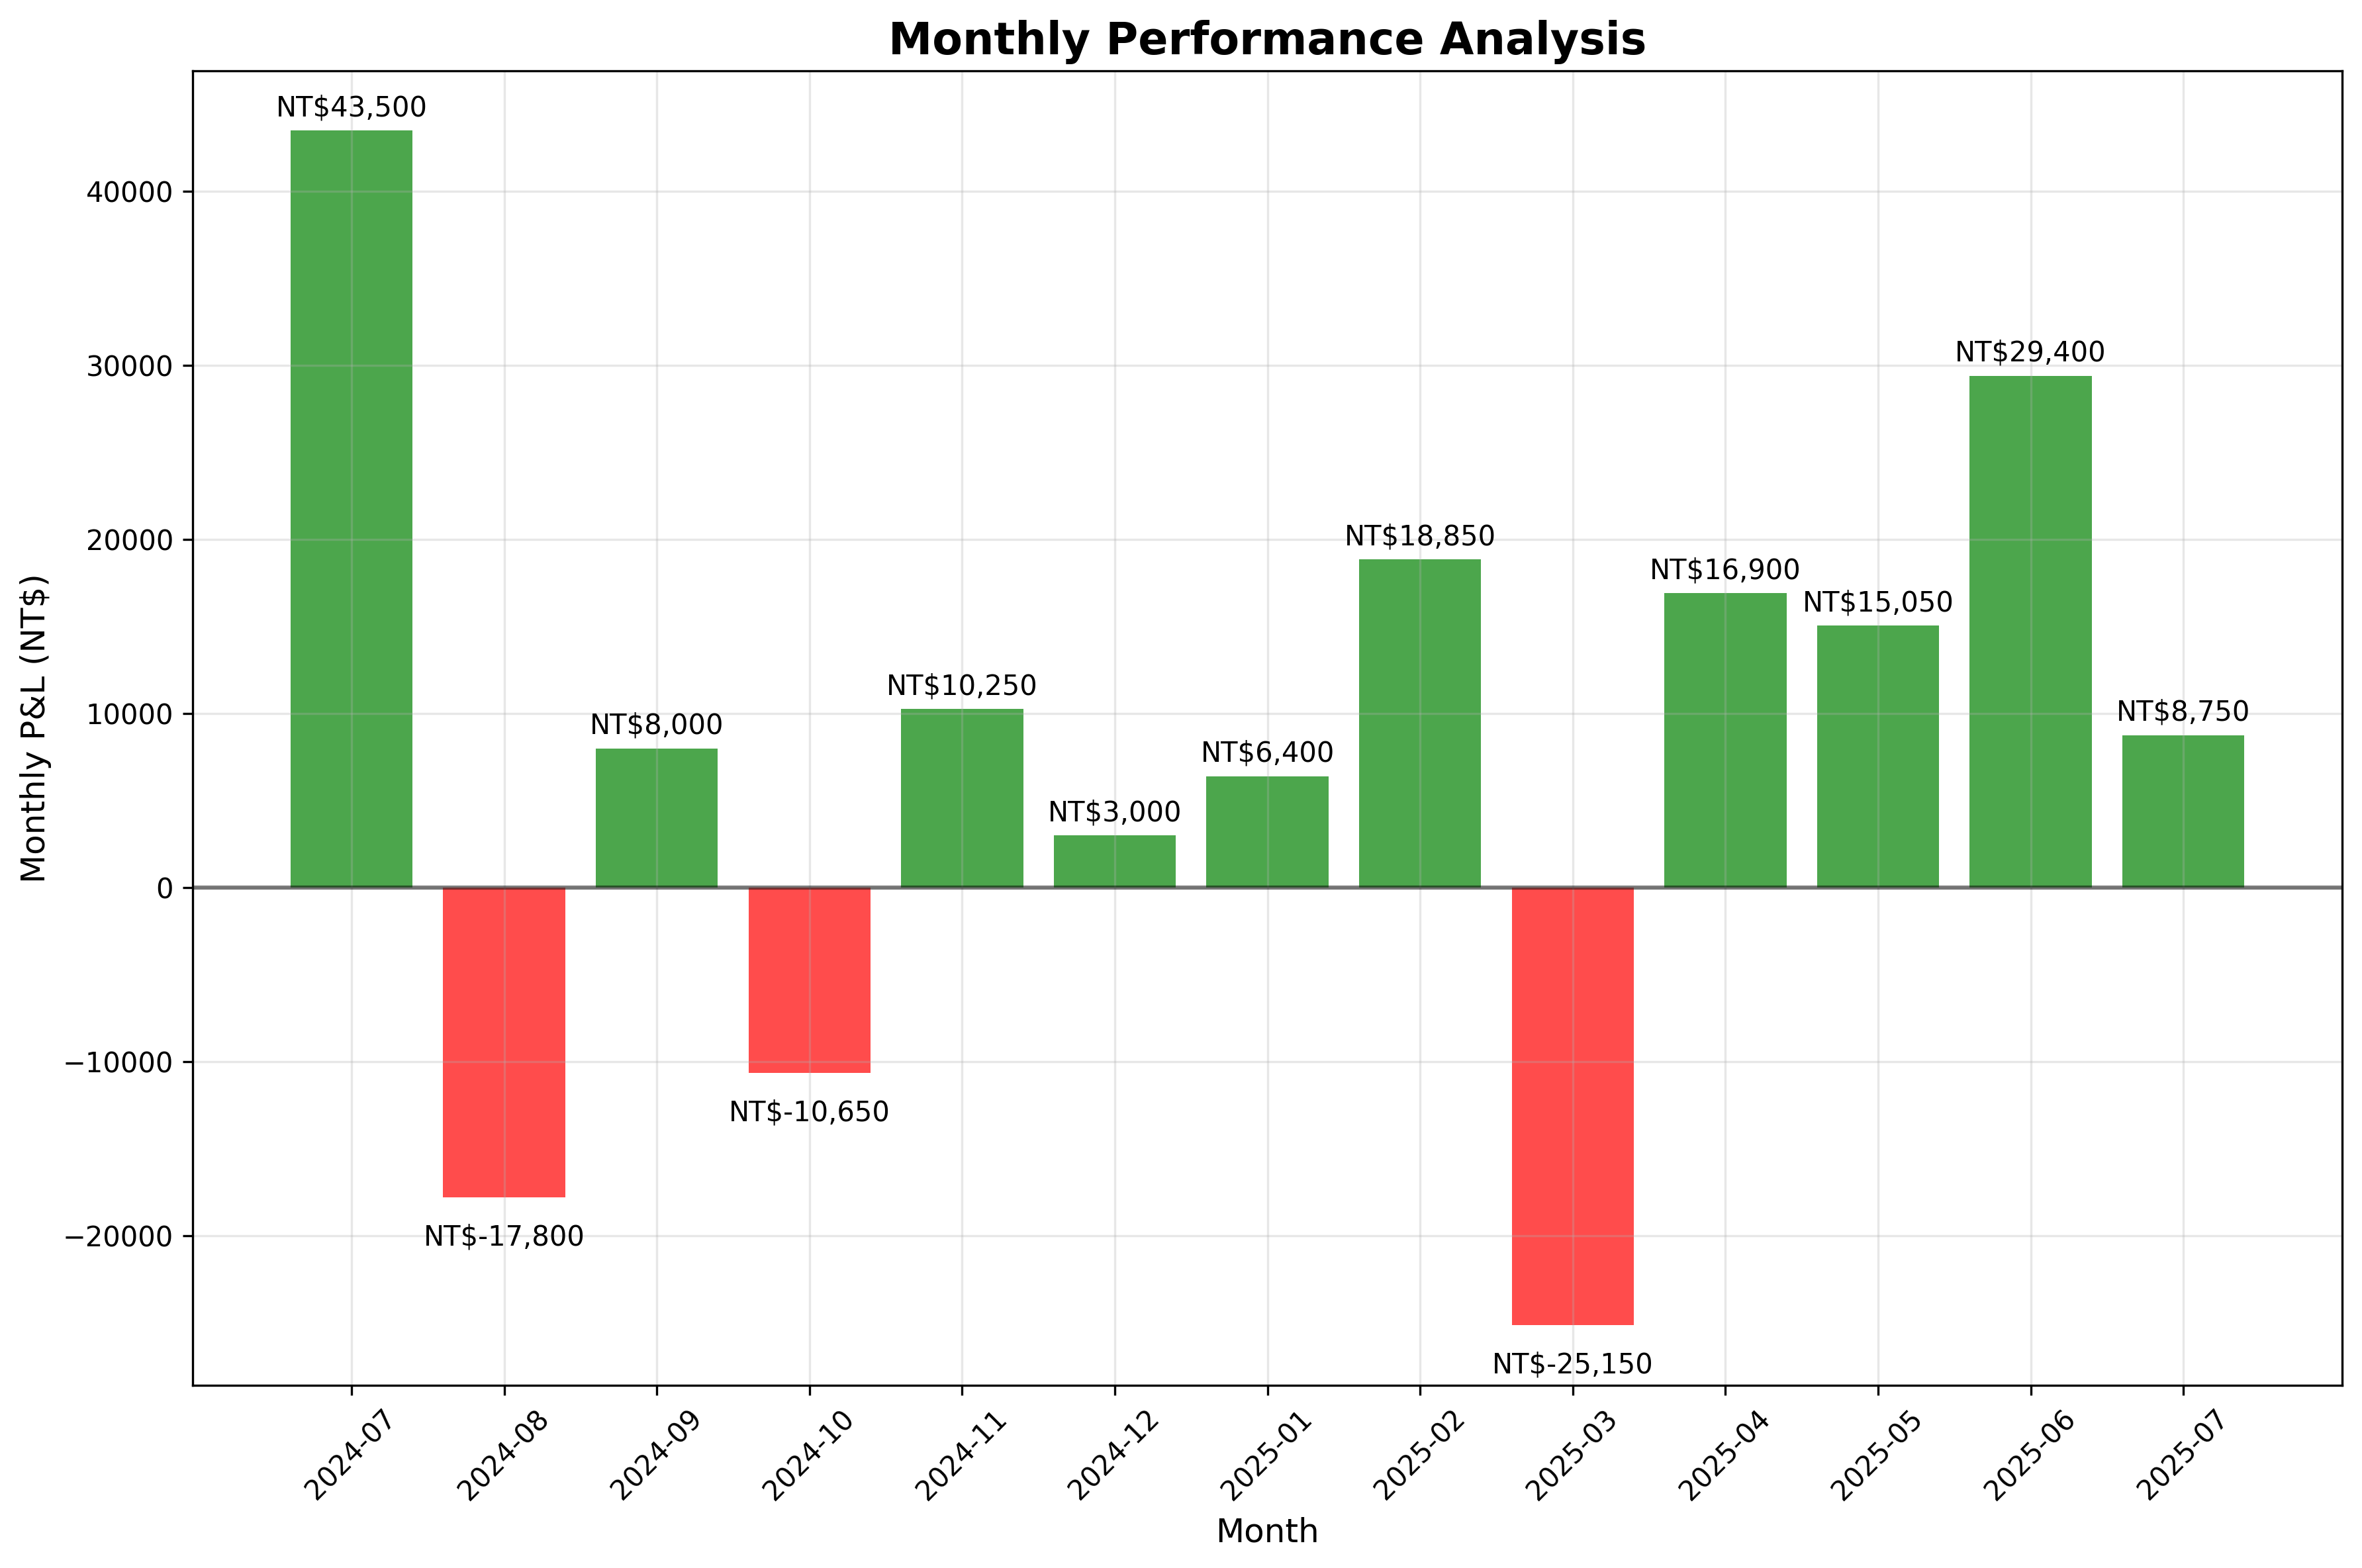 Monthly Performance Analysis
Monthly P&L (NT$)
40000
30000
20000
10000
0
−10000
−20000
NT$43,500
NT$-17,800
NT$8,000
NT$-10,650
NT$10,250
NT$3,000
NT$6,400
NT$18,850
NT$-25,150
NT$16,900
NT$15,050
NT$29,400
NT$8,750
2024-07
2024-08
2024-09
2024-10
2024-11
2024-12
2025-01
2025-02
2025-03
2025-04
2025-05
2025-06
2025-07
Month